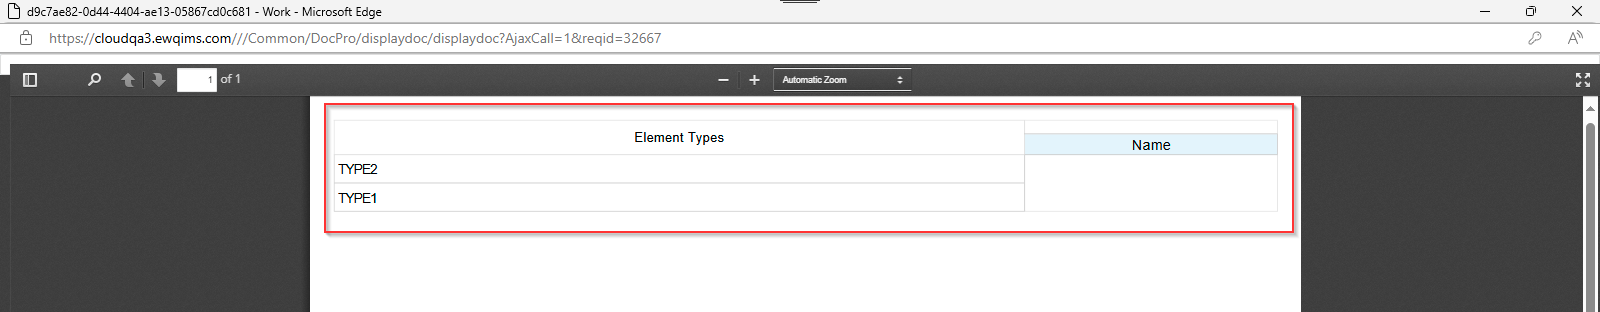 d9c7ae82-0d44-4404-ae13-05867cd0c681 - Work - Microsoft Edge
https://cloudqa3.ewqims.com///Common/DocPro/displaydoc/displaydoc?AjaxCall=1&reqid=32667
1 of 1
Automatic Zoom
Element Types
Name
TYPE2
TYPE1